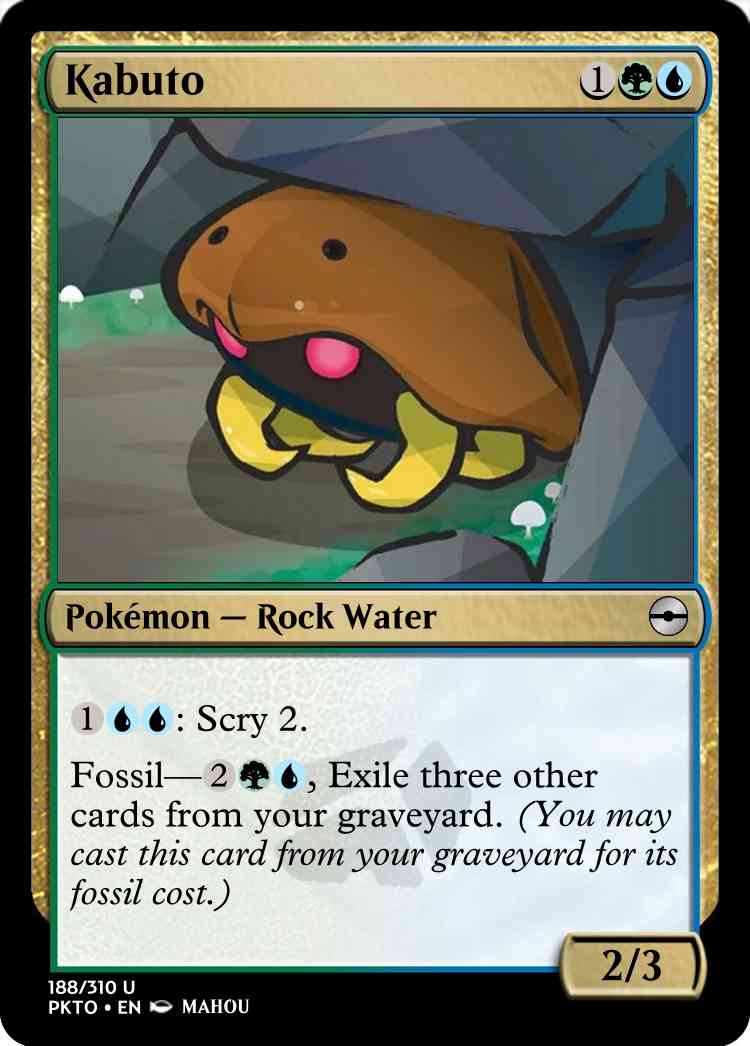 Kabuto 1
Pokémon — Rock Water
1: Scry 2.
Fossil—2, Exile three other
cards from your graveyard. (You may
cast this card from your graveyard for its
fossil cost.)
2/3
188/310 U
PKTO • EN MAHOU